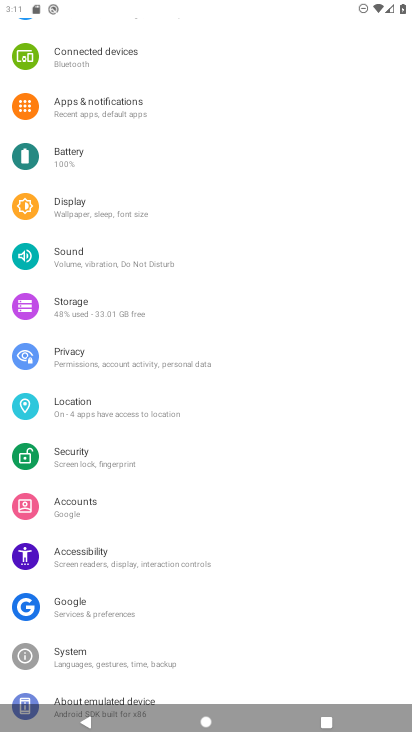 3:11
Connected devices
Bluetooth
Apps & notifications
Recent apps, default apps
Battery
100%
Display
Wallpaper, sleep, font size
Sound
Volume, vibration, Do Not Disturb
Storage
48% used - 33.01 GB free
Privacy
Permissions, account activity, personal data
Location
On - 4 apps have access to location
Security
Screen lock, fingerprint
Accounts
Google
Accessibility
Screen readers, display, interaction controls
Google
Services & preferences
System
Languages, gestures, time, backup
About emulated device
Android SDK built for x86